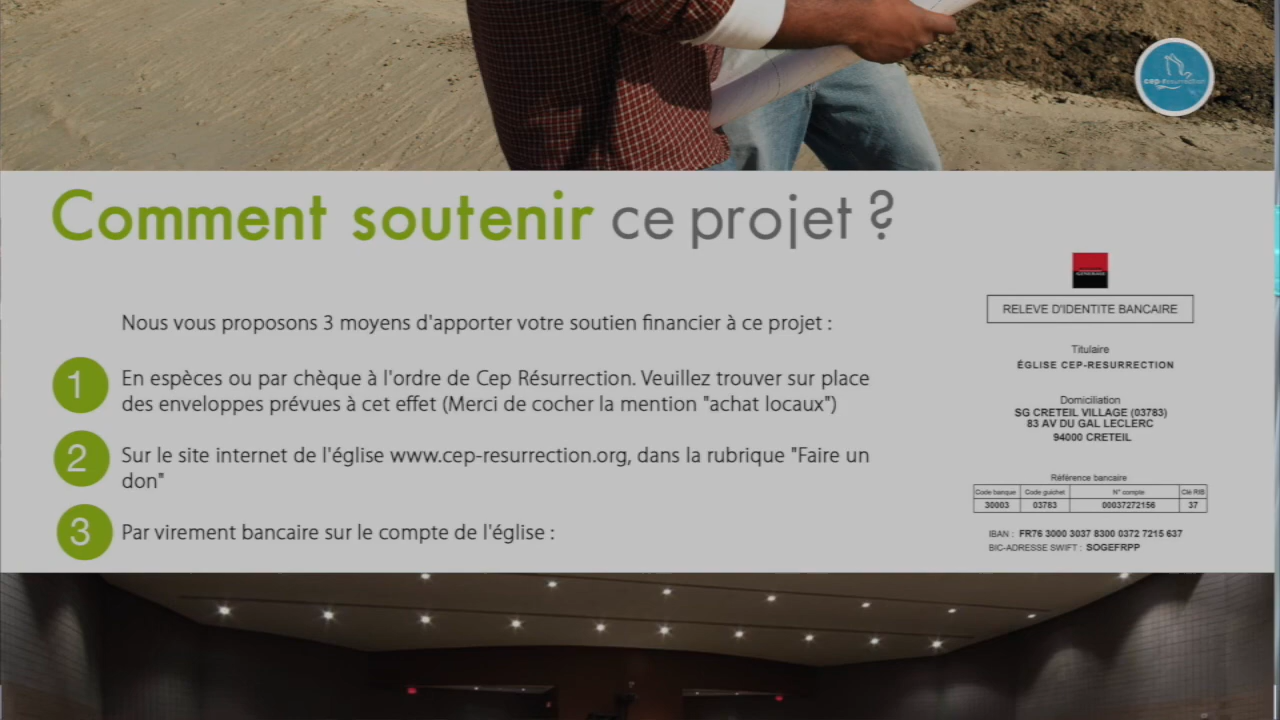 cep-résurrection
Comment soutenir ce projet ?
Nous vous proposons 3 moyens d'apporter votre soutien financier à ce projet :
1 En espèces ou par chèque à l'ordre de Cep Résurrection. Veuillez trouver sur place
des enveloppes prévues à cet effet (Merci de cocher la mention "achat locaux")
2 Sur le site internet de l'église www.cep-resurrection.org, dans la rubrique "Faire un
don"
3 Par virement bancaire sur le compte de l'église :
RELEVE D'IDENTITE BANCAIRE
Titulaire
ÉGLISE CEP-RESURRECTION
Domiciliation
SG CRETEIL VILLAGE (03783)
83 AV DU GAL LECLERC
94000 CRETEIL
Référence bancaire
Code banque Code guichet N° compte Clé RIB
30003 03783 00037272156 37
IBAN : FR76 3000 3037 8300 0372 7215 637
BIC-ADRESSE SWIFT : SOGEFRPP